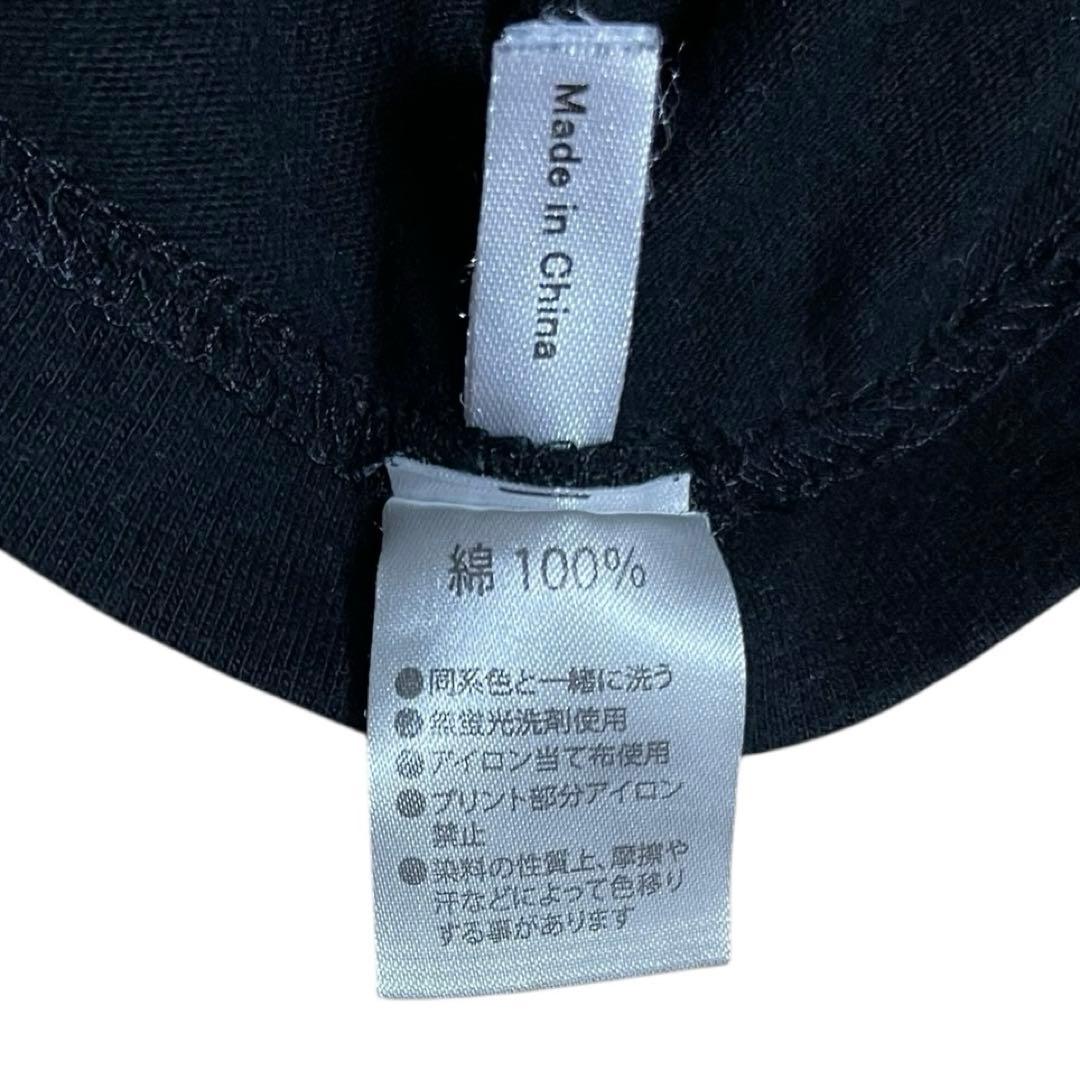 Made in China
綿 100%
●同系色と一緒に洗う
●無蛍光洗剤使用
●アイロン当て布使用
●プリント部分アイロン
禁止
●染料の性質上、摩擦や
汗などによって色移り
する事があります